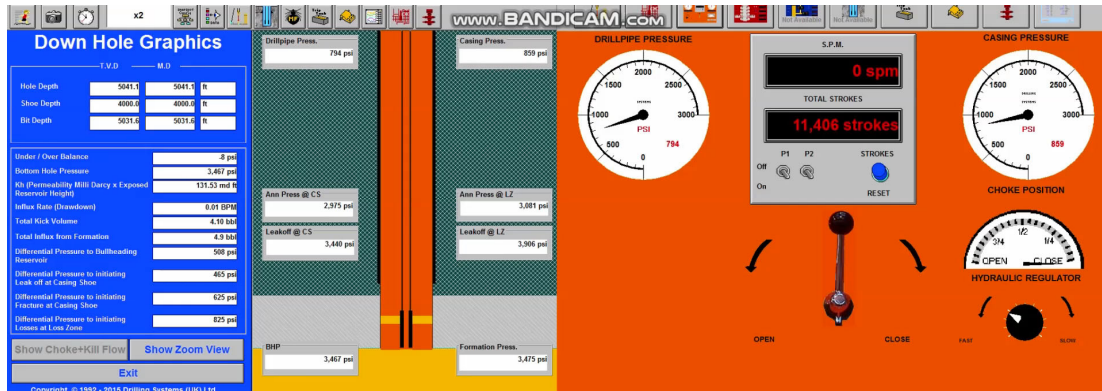 x2
www.BANDICAM.com
Not Available
Not Available
Down Hole Graphics
T.V.D
M.D
Hole Depth 5041.1 5041.1 ft
Shoe Depth 4000.0 4000.0 ft
Bit Depth 5031.6 5031.6 ft
Under / Over Balance -8 psi
Bottom Hole Pressure 3,467 psi
Kh (Permeability Milli Darcy x Exposed
Reservoir Height) 131.53 md ft
Influx Rate (Drawdown) 0.01 BPM
Total Kick Volume 4.10 bbl
Total Influx from Formation 4.9 bbl
Differential Pressure to Bullheading
Reservoir 508 psi
Differential Pressure to initiating
Leak off at Casing Shoe 465 psi
Differential Pressure to initiating
Fracture at Casing Shoe 625 psi
Differential Pressure to initiating
Losses at Loss Zone 825 psi
Show Choke+Kill Flow
Show Zoom View
Exit
Copyright © 1992 - 2015 Drilling Systems (UK) Ltd
Drillpipe Press.
794 psi
Casing Press.
859 psi
Ann Press @ CS
2,975 psi
Ann Press @ LZ
3,081 psi
Leakoff @ CS
3,440 psi
Leakoff @ LZ
3,906 psi
BHP
3,467 psi
Formation Press.
3,475 psi
DRILLPIPE PRESSURE
2000
1500
2500
1000
3000
PSI
500
794
0
S.P.M.
0 spm
TOTAL STROKES
11,406 strokes
P1 P2 STROKES
Off
On
RESET
OPEN
CLOSE
CASING PRESSURE
2000
1500
2500
1000
3000
PSI
500
859
0
CHOKE POSITION
1/2
3/4
1/4
OPEN
CLOSE
HYDRAULIC REGULATOR
FAST
SLOW